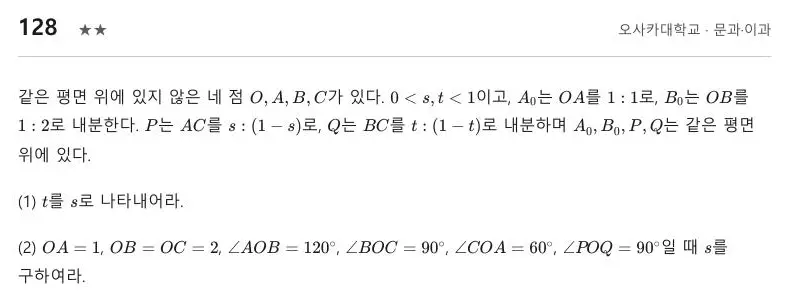 128 ★★
오사카대학교 · 문과·이과
같은 평면 위에 있지 않은 네 점 O, A, B, C가 있다. 0 < s, t < 1이고, A₀는 OA를 1 : 1로, B₀는 OB를
1 : 2로 내분한다. P는 AC를 s : (1 − s)로, Q는 BC를 t : (1 − t)로 내분하며 A₀, B₀, P, Q는 같은 평면
위에 있다.
(1) t를 s로 나타내어라.
(2) OA = 1, OB = OC = 2, ∠AOB = 120°, ∠BOC = 90°, ∠COA = 60°, ∠POQ = 90°일 때 s를
구하여라.